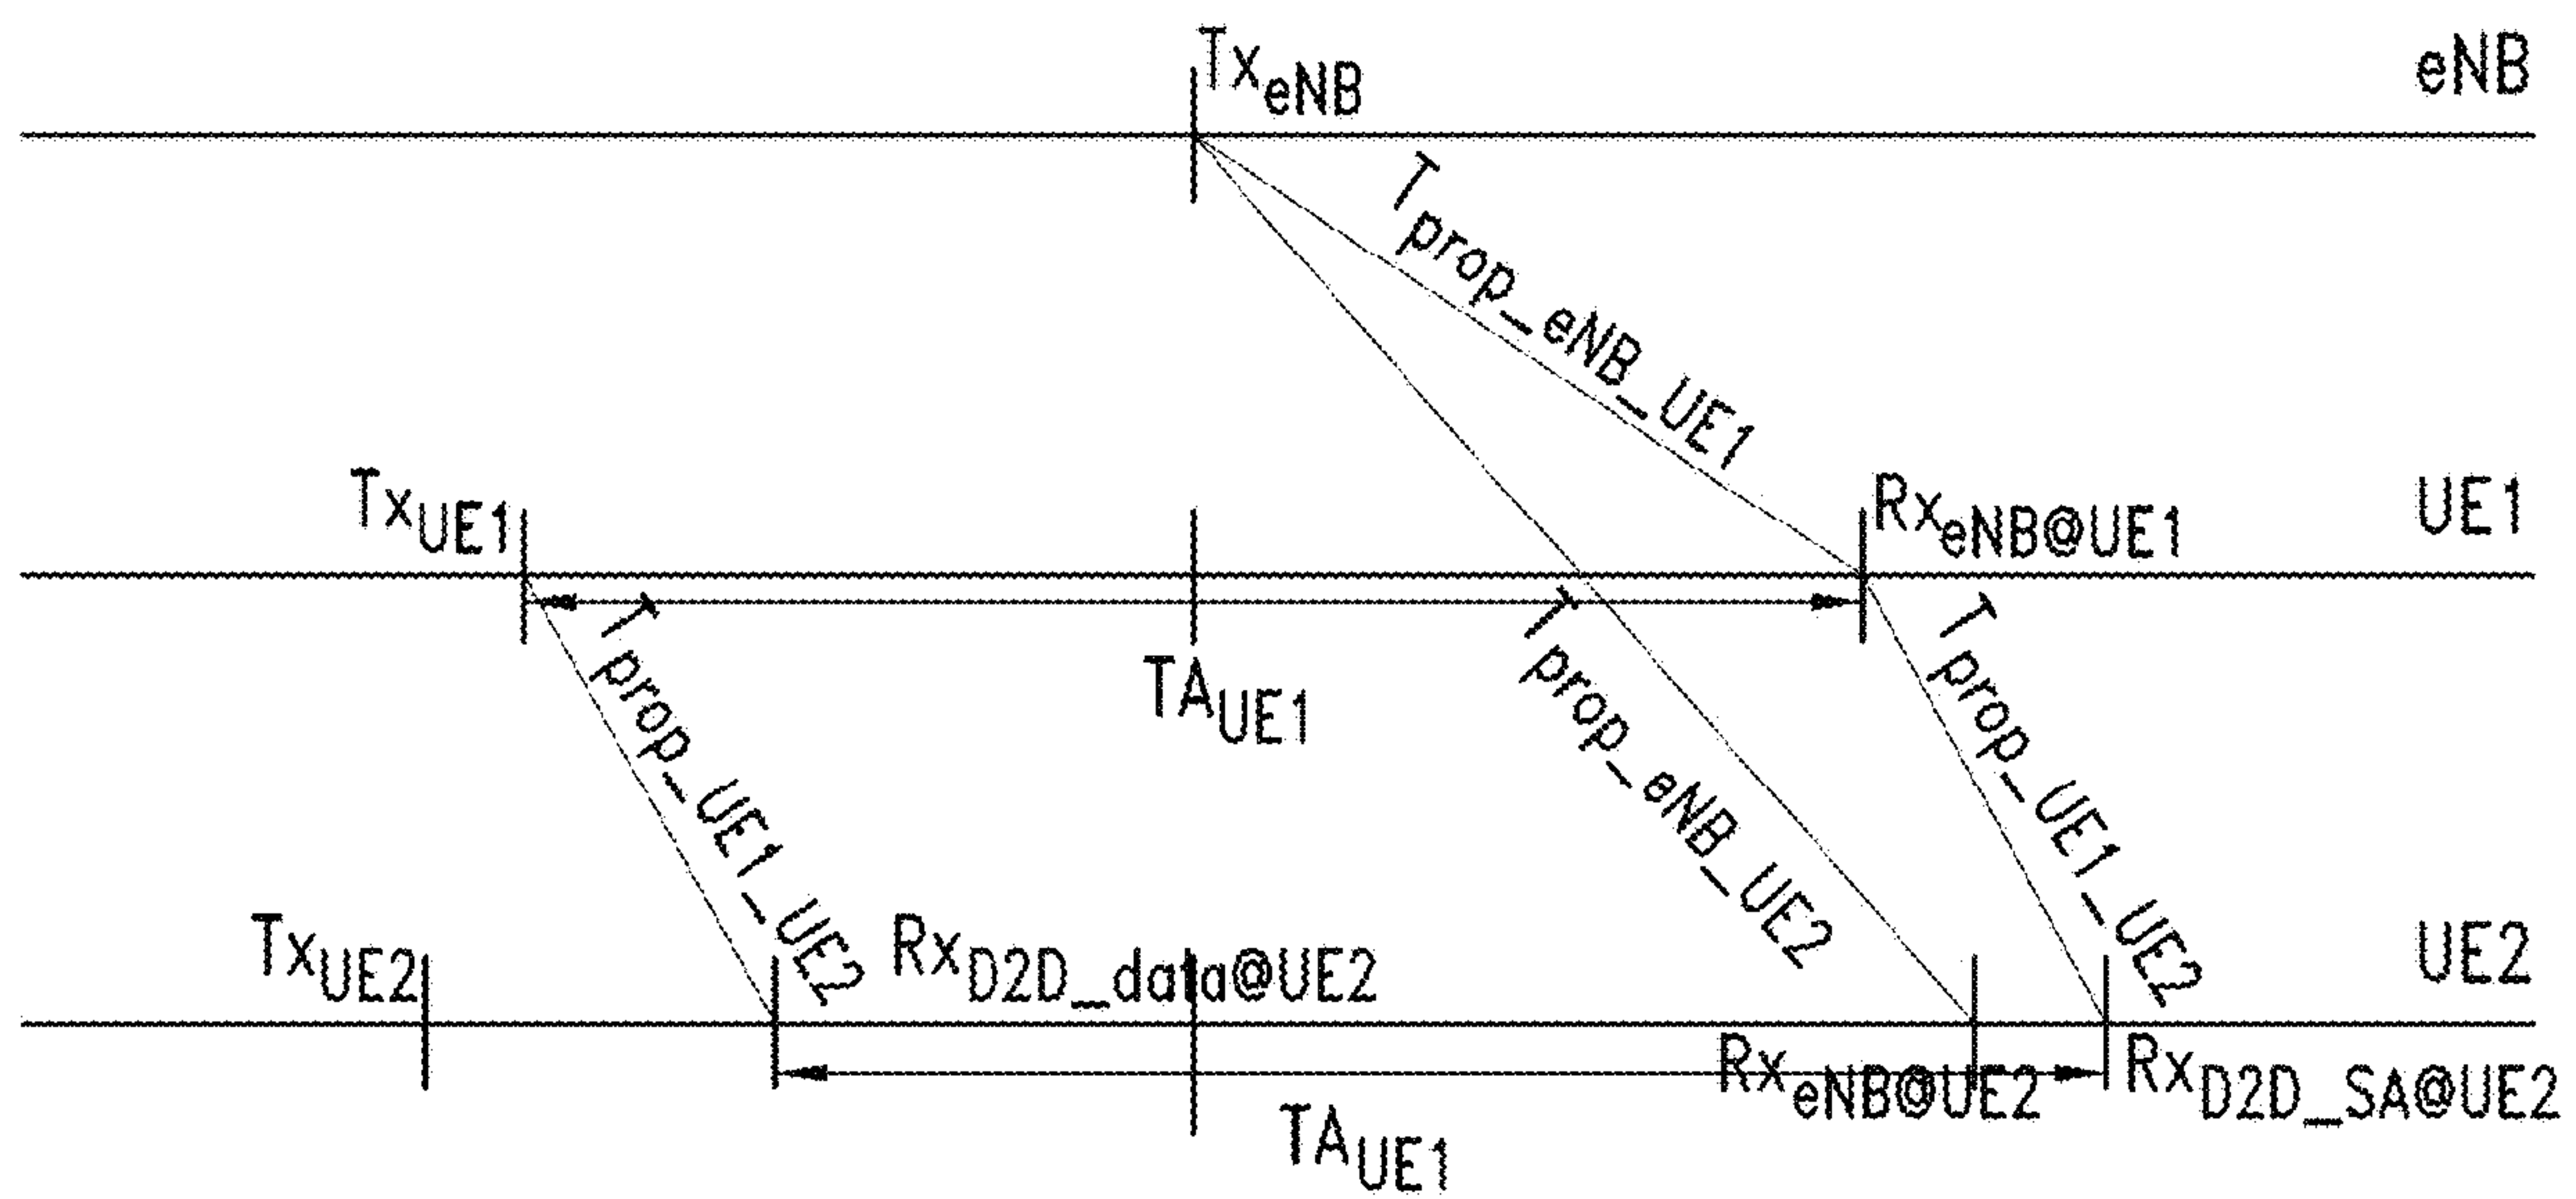 Tx_eNB
eNB
T_prop_eNB_UE1
Tx_UE1
Rx_eNB@UE1
UE1
TA_UE1
T_prop_UE1_UE2
T_prop_eNB_UE2
T_prop_UE1_UE2
Tx_UE2
Rx_D2D_data@UE2
UE2
Rx_eNB@UE2
Rx_D2D_SA@UE2
TA_UE1